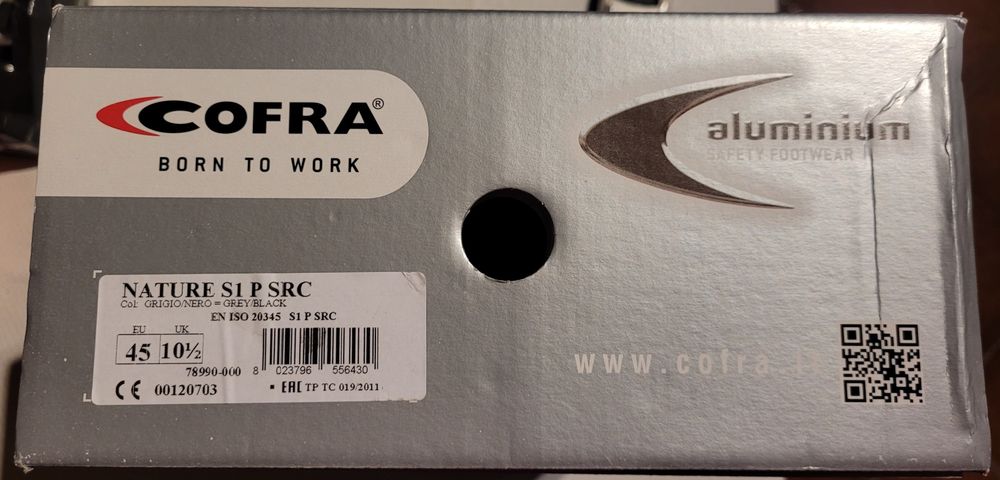 COFRA®
BORN TO WORK
aluminium
SAFETY FOOTWEAR
NATURE S1 P SRC
Col: GRIGIO/NERO = GREY/BLACK
EN ISO 20345 S1 P SRC
EU UK
45 10½
78990-000 8 023796 556430
CE 00120703 ▪ EAC TP TC 019/2011
www.cofra.it